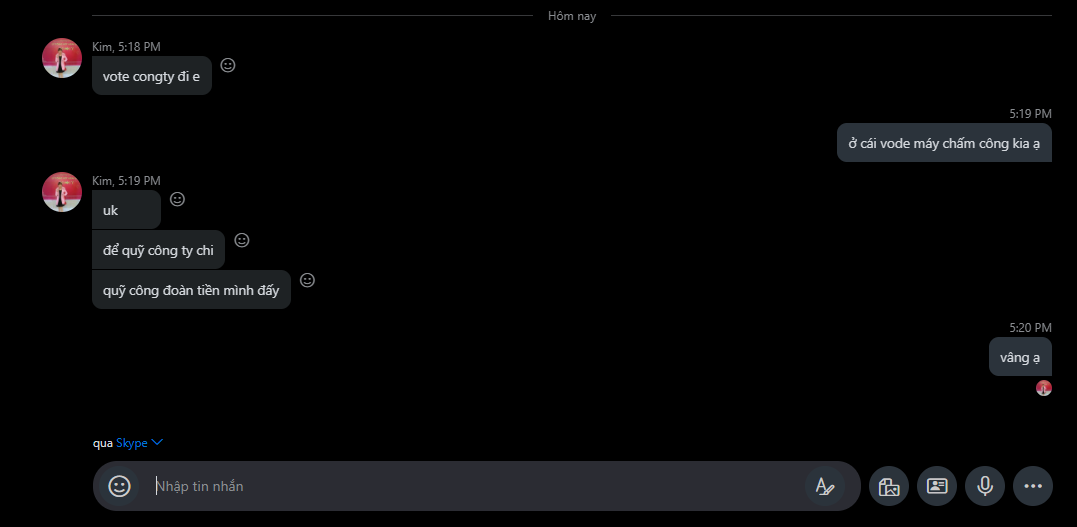 Hôm nay
Kim, 5:18 PM
vote congty đi e
5:19 PM
ở cái vode máy chấm công kia ạ
Kim, 5:19 PM
uk
để quỹ công ty chi
quỹ công đoàn tiền mình đấy
5:20 PM
vâng ạ
qua Skype
Nhập tin nhắn